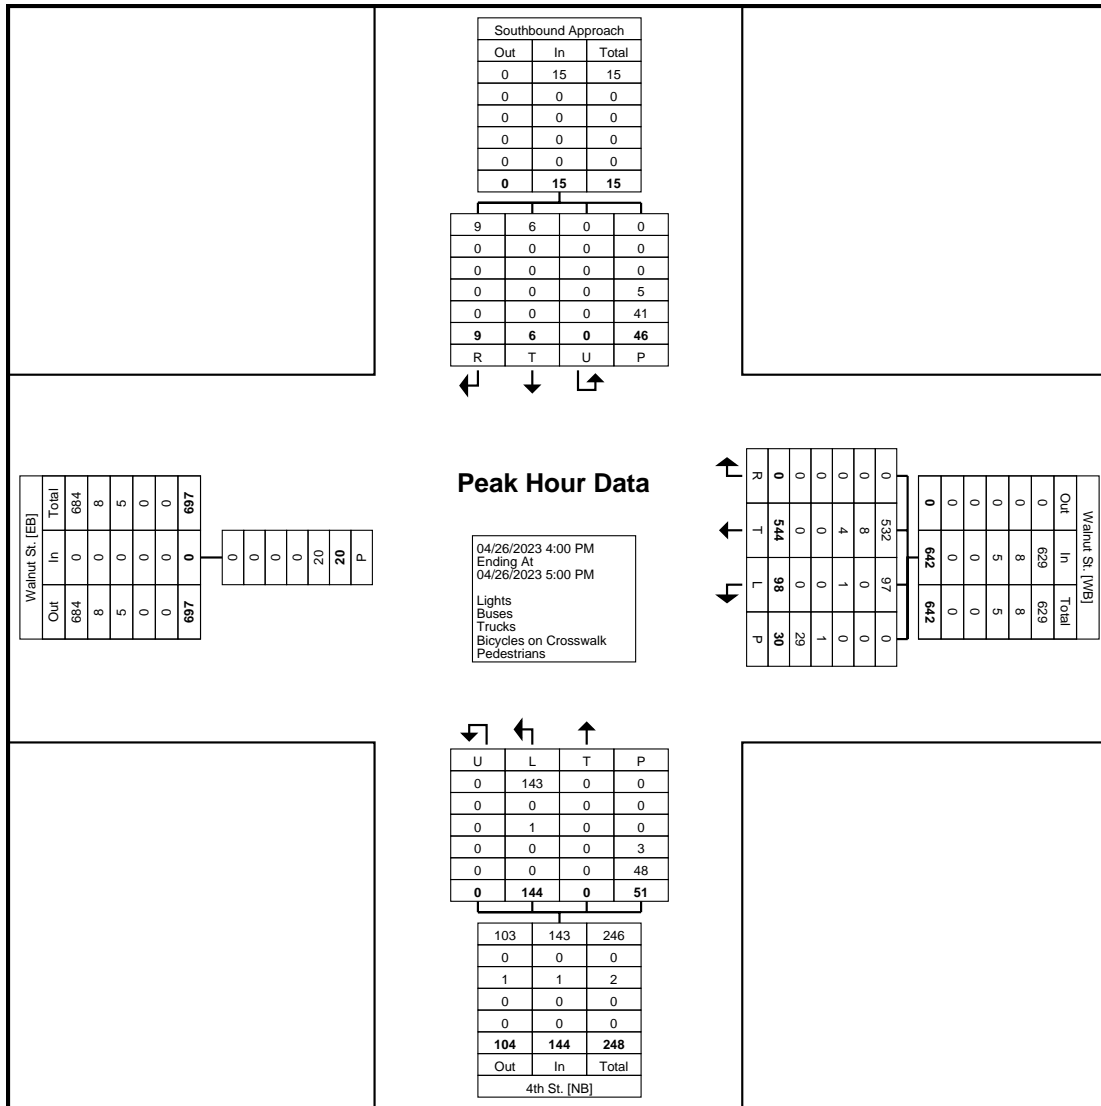 Southbound Approach
Out In Total
0 15 15
0 0 0
0 0 0
0 0 0
0 0 0
0 15 15
9 6 0 0
0 0 0 0
0 0 0 0
0 0 0 5
0 0 0 41
9 6 0 46
R T U P
Walnut St. [EB]
Total 684 8 5 0 0 697
In 0 0 0 0 0 0
Out 684 8 5 0 0 697
0 0 0 0 20 20 P
Peak Hour Data
04/26/2023 4:00 PM
Ending At
04/26/2023 5:00 PM
Lights
Buses
Trucks
Bicycles on Crosswalk
Pedestrians
R 0 0 0 0 0 0
T 544 0 0 4 8 532
L 98 0 0 1 0 97
P 30 29 1 0 0 0
Walnut St. [WB]
Out In Total
0 629 629
0 8 8
0 5 5
0 0 0
0 0 0
0 642 642
U L T P
0 143 0 0
0 0 0 0
0 1 0 0
0 0 0 3
0 0 0 48
0 144 0 51
103 143 246
0 0 0
1 1 2
0 0 0
0 0 0
104 144 248
Out In Total
4th St. [NB]